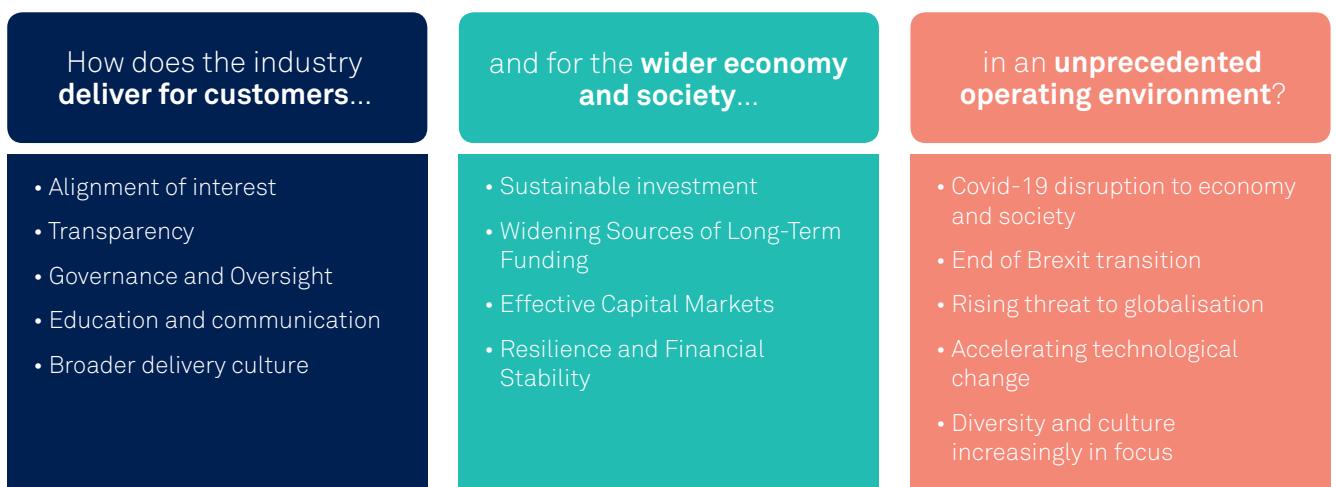 How does the industry
deliver for customers...
• Alignment of interest
• Transparency
• Governance and Oversight
• Education and communication
• Broader delivery culture
and for the wider economy
and society...
• Sustainable investment
• Widening Sources of Long-Term
Funding
• Effective Capital Markets
• Resilience and Financial
Stability
in an unprecedented
operating environment?
• Covid-19 disruption to economy
and society
• End of Brexit transition
• Rising threat to globalisation
• Accelerating technological
change
• Diversity and culture
increasingly in focus